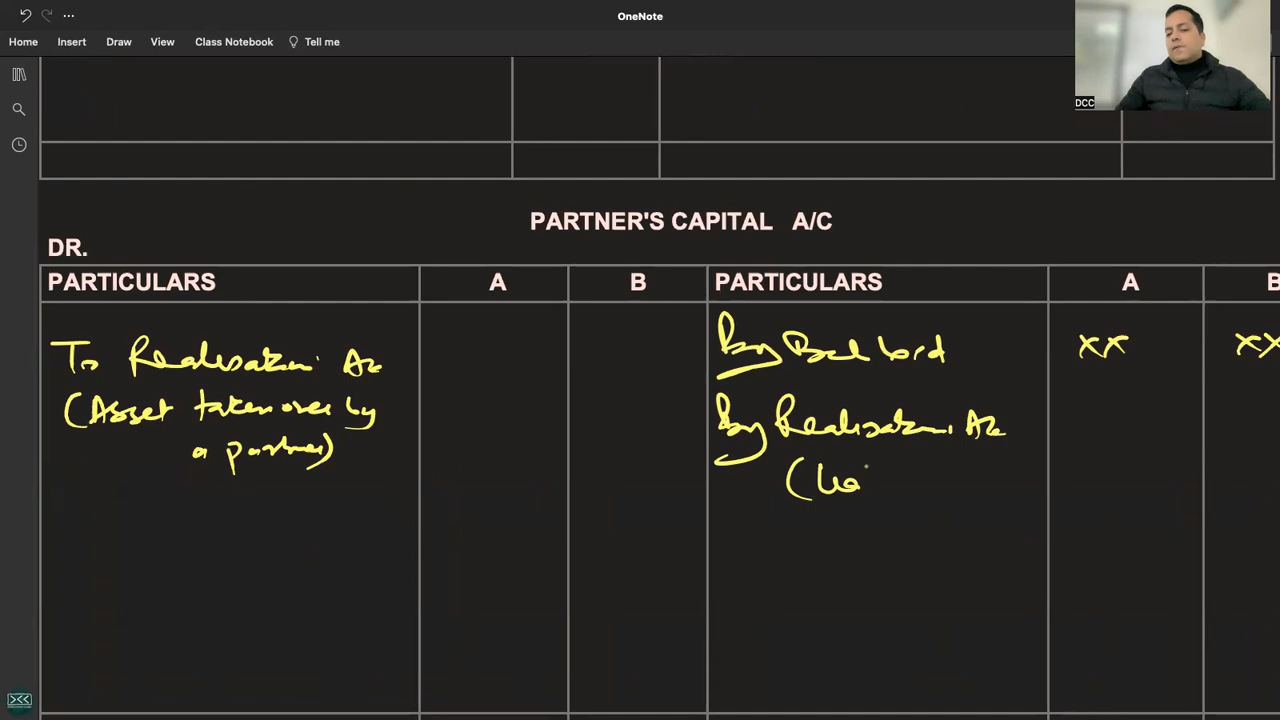 OneNote
Home Insert Draw View Class Notebook Tell me
DCC
PARTNER'S CAPITAL A/C
DR.
PARTICULARS A B PARTICULARS A B
To Realisation A/c
(Asset taken over by
a partner)
By Bal b/d xx xx
By Realisation A/c
(Lia